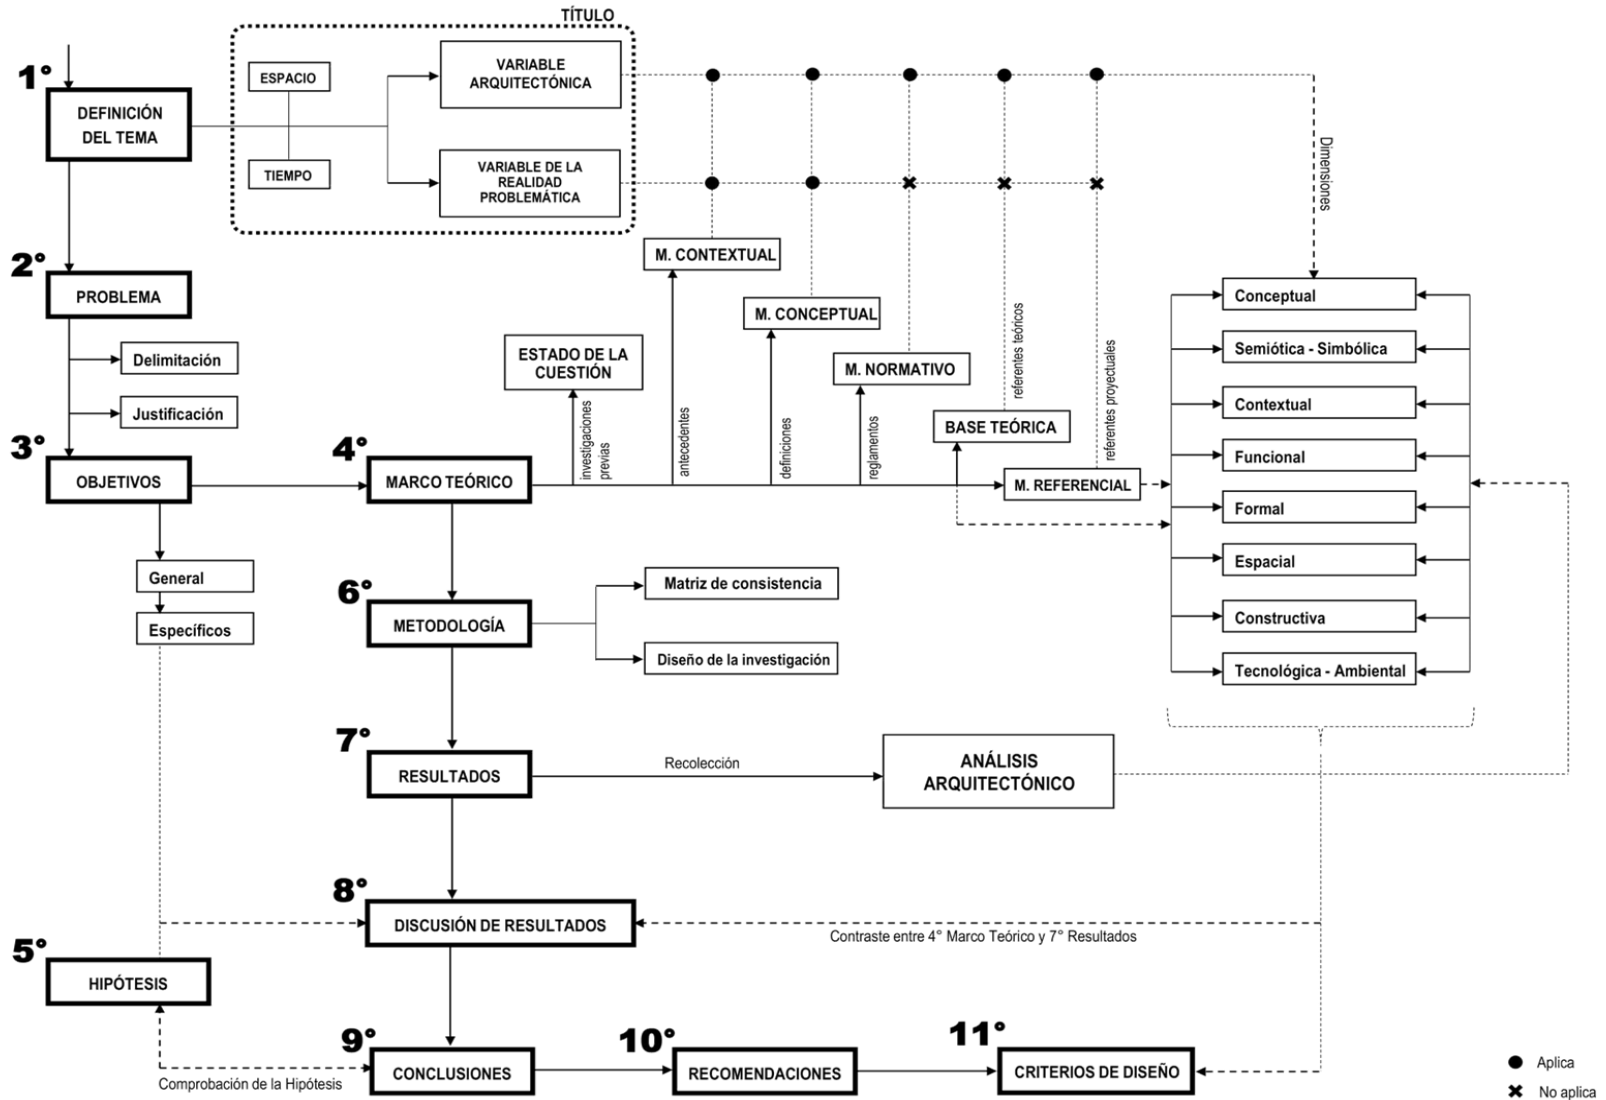 TÍTULO
1°
DEFINICIÓN
DEL TEMA
ESPACIO
TIEMPO
VARIABLE
ARQUITECTÓNICA
VARIABLE DE LA
REALIDAD
PROBLEMÁTICA
Dimensiones
2°
PROBLEMA
Delimitación
Justificación
3°
OBJETIVOS
General
Específicos
4°
MARCO TEÓRICO
ESTADO DE LA
CUESTIÓN
investigaciones
previas
M. CONTEXTUAL
antecedentes
M. CONCEPTUAL
definiciones
M. NORMATIVO
reglamentos
BASE TEÓRICA
referentes teóricos
M. REFERENCIAL
referentes proyectuales
Conceptual
Semiótica - Simbólica
Contextual
Funcional
Formal
Espacial
Constructiva
Tecnológica - Ambiental
6°
METODOLOGÍA
Matriz de consistencia
Diseño de la investigación
7°
RESULTADOS
Recolección
ANÁLISIS
ARQUITECTÓNICO
8°
DISCUSIÓN DE RESULTADOS
Contraste entre 4° Marco Teórico y 7° Resultados
5°
HIPÓTESIS
Comprobación de la Hipótesis
9°
CONCLUSIONES
10°
RECOMENDACIONES
11°
CRITERIOS DE DISEÑO
Aplica
No aplica